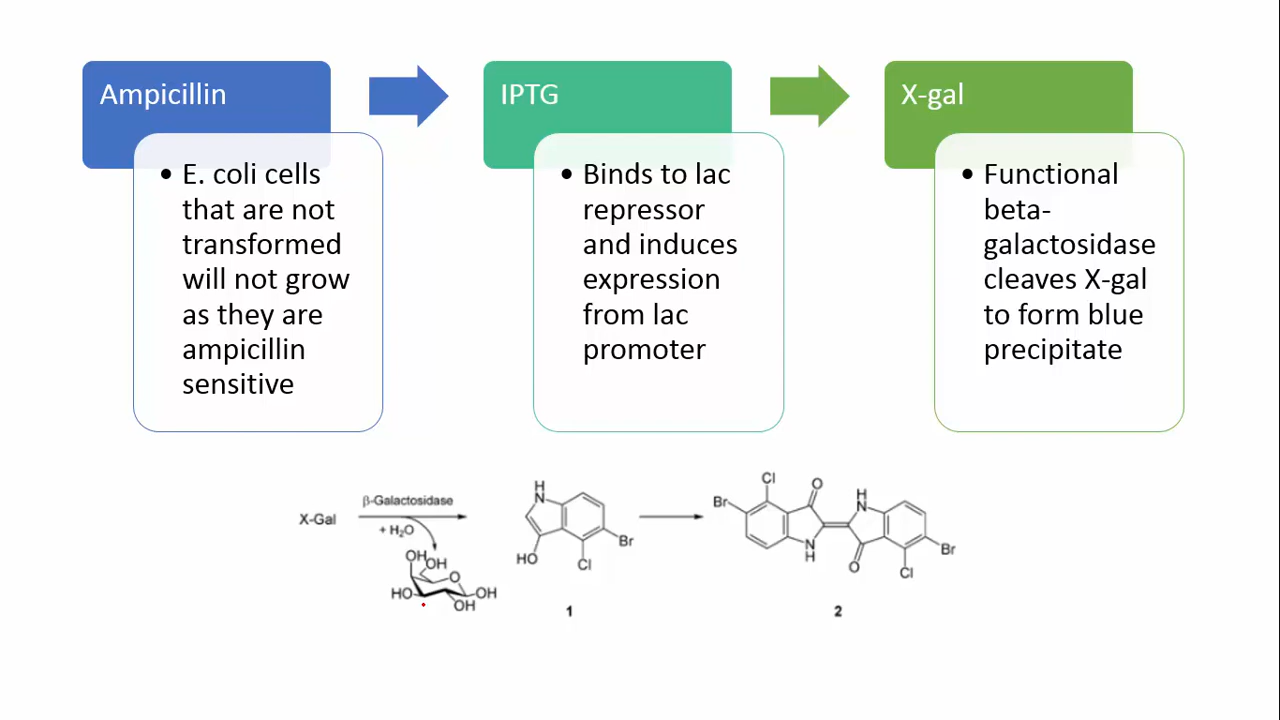 Ampicillin
• E. coli cells
that are not
transformed
will not grow
as they are
ampicillin
sensitive
IPTG
• Binds to lac
repressor
and induces
expression
from lac
promoter
X-gal
• Functional
beta-
galactosidase
cleaves X-gal
to form blue
precipitate
X-Gal
β-Galactosidase
+ H₂O
OH
OH
O
HO
OH
OH
H
N
HO
Cl
Br
1
Cl
Br
O
N
H
H
N
O
Cl
Br
2